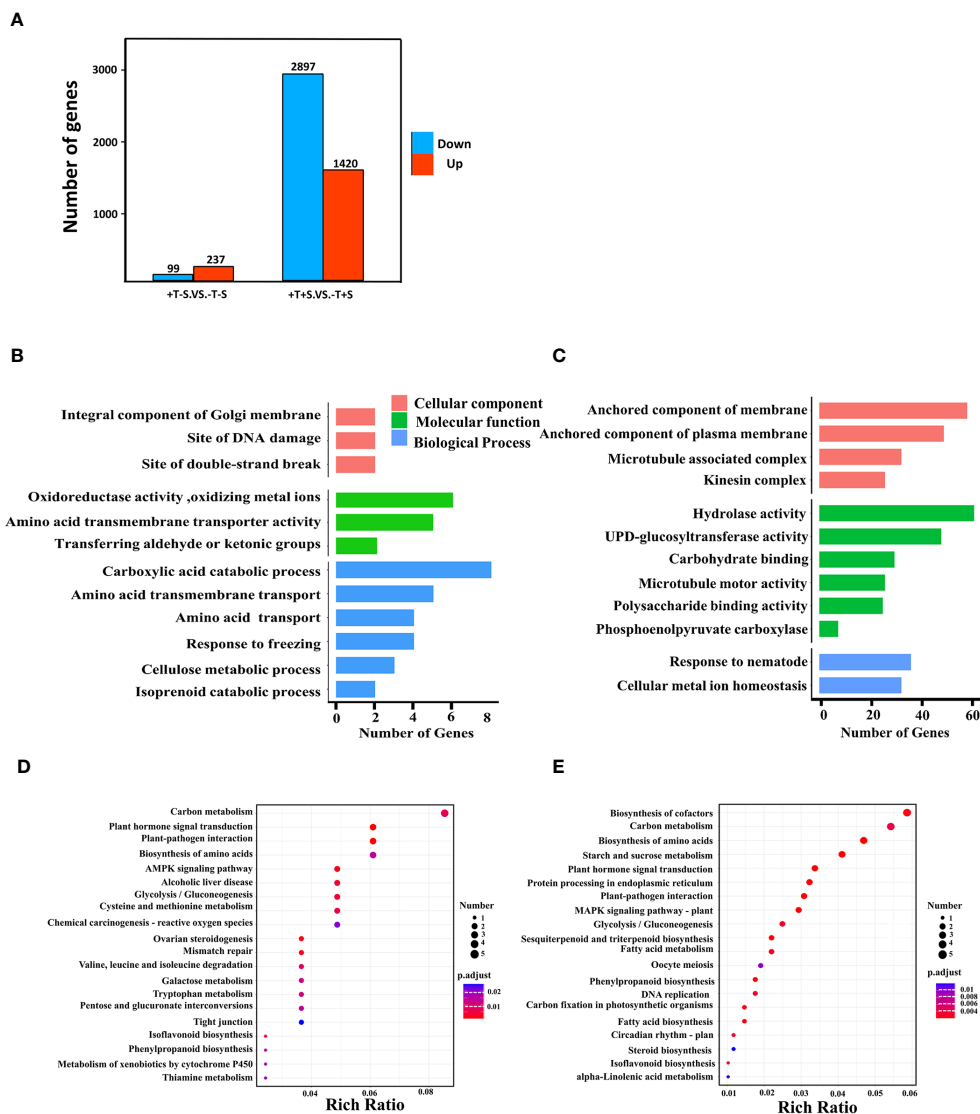 A
Number of genes
3000
2000
1000
2897
1420
99
237
Down
Up
+T-S.VS.-T-S
+T+S.VS.-T+S
B
Cellular component
Molecular function
Biological Process
Integral component of Golgi membrane
Site of DNA damage
Site of double-strand break
Oxidoreductase activity ,oxidizing metal ions
Amino acid transmembrane transporter activity
Transferring aldehyde or ketonic groups
Carboxylic acid catabolic process
Amino acid transmembrane transport
Amino acid transport
Response to freezing
Cellulose metabolic process
Isoprenoid catabolic process
0 2 4 6 8
Number of Genes
C
Anchored component of membrane
Anchored component of plasma membrane
Microtubule associated complex
Kinesin complex
Hydrolase activity
UPD-glucosyltransferase activity
Carbohydrate binding
Microtubule motor activity
Polysaccharide binding activity
Phosphoenolpyruvate carboxylase
Response to nematode
Cellular metal ion homeostasis
0 20 40 60
Number of Genes
D
Carbon metabolism
Plant hormone signal transduction
Plant-pathogen interaction
Biosynthesis of amino acids
AMPK signaling pathway
Alcoholic liver disease
Glycolysis / Gluconeogenesis
Cysteine and methionine metabolism
Chemical carcinogenesis - reactive oxygen species
Ovarian steroidogenesis
Mismatch repair
Valine, leucine and isoleucine degradation
Galactose metabolism
Tryptophan metabolism
Pentose and glucuronate interconversions
Tight junction
Isoflavonoid biosynthesis
Phenylpropanoid biosynthesis
Metabolism of xenobiotics by cytochrome P450
Thiamine metabolism
0.04 0.06 0.08
Rich Ratio
Number
1
2
3
4
5
p.adjust
0.02
0.01
E
Biosynthesis of cofactors
Carbon metabolism
Biosynthesis of amino acids
Starch and sucrose metabolism
Plant hormone signal transduction
Protein processing in endoplasmic reticulum
Plant-pathogen interaction
MAPK signaling pathway - plant
Glycolysis / Gluconeogenesis
Sesquiterpenoid and triterpenoid biosynthesis
Fatty acid metabolism
Oocyte meiosis
Phenylpropanoid biosynthesis
DNA replication
Carbon fixation in photosynthetic organisms
Fatty acid biosynthesis
Circadian rhythm - plan
Steroid biosynthesis
Isoflavonoid biosynthesis
alpha-Linolenic acid metabolism
0.01 0.02 0.03 0.04 0.05 0.06
Rich Ratio
Number
1
2
3
4
5
p.adjust
0.01
0.008
0.006
0.004